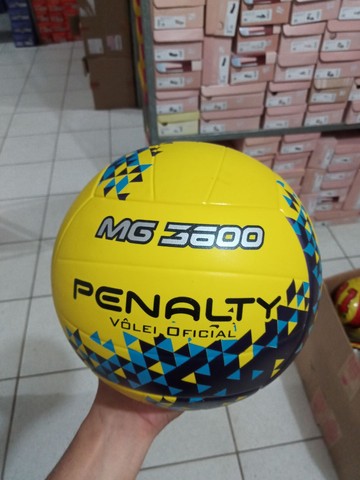 MG 3600
PENALTY
VÔLEI OFICIAL